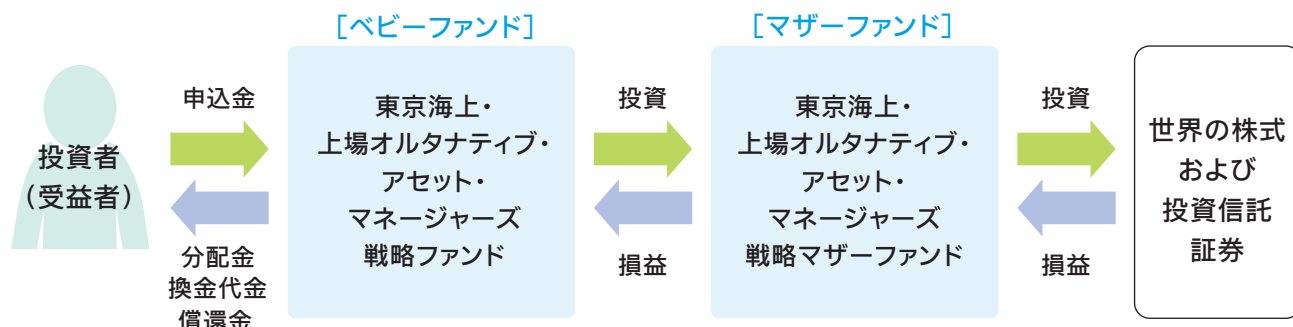 ［ベビーファンド］
［マザーファンド］
投資者
（受益者）
申込金
分配金
換金代金
償還金
東京海上・
上場オルタナティブ・
アセット・
マネージャーズ
戦略ファンド
投資
損益
東京海上・
上場オルタナティブ・
アセット・
マネージャーズ
戦略マザーファンド
投資
損益
世界の株式
および
投資信託
証券